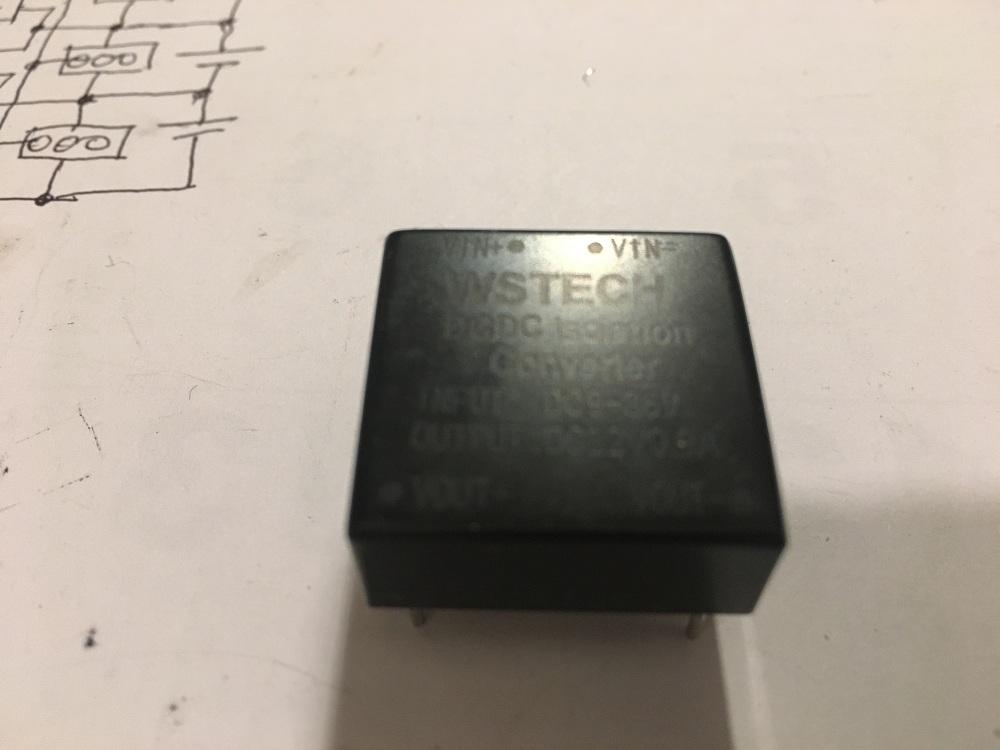 VIN+ VIN-
WSTECH
DCDC Isolation
Converter
INPUT DC9-36V
OUTPUT
VOUT+ VOUT-